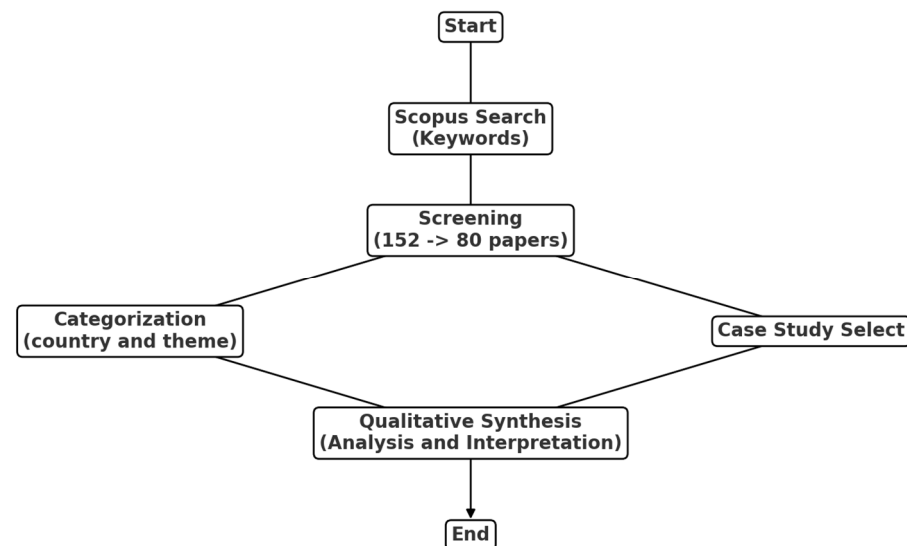 Start
Scopus Search
(Keywords)
Screening
(152 -> 80 papers)
Categorization
(country and theme)
Case Study Select
Qualitative Synthesis
(Analysis and Interpretation)
End